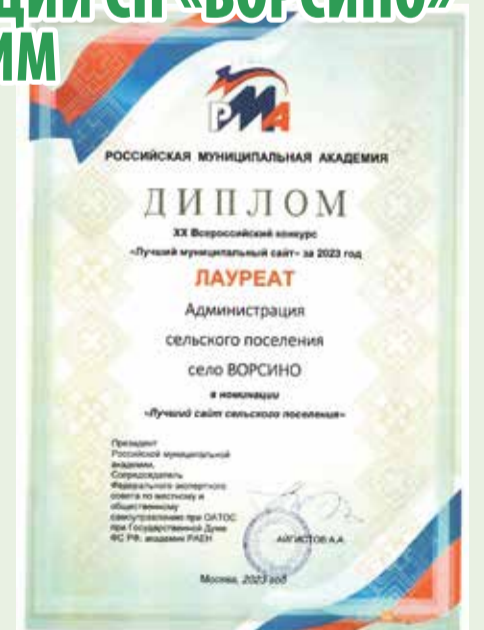 ЦИИ СП «ВОРСИНО»
ИМ
РМА
РОССИЙСКАЯ МУНИЦИПАЛЬНАЯ АКАДЕМИЯ
ДИПЛОМ
XX Всероссийский конкурс
«Лучший муниципальный сайт» за 2023 год
ЛАУРЕАТ
Администрация
сельского поселения
село ВОРСИНО
в номинации
«Лучший сайт сельского поселения»
Президент
Российской муниципальной
академии,
Сопредседатель
Федерального экспертного
совета по местному и
общественному
самоуправлению при ОАТОС
при Государственной Думе
ФС РФ, академик РАЕН
АЙГИСТОВ А.А.
Москва, 2023 год